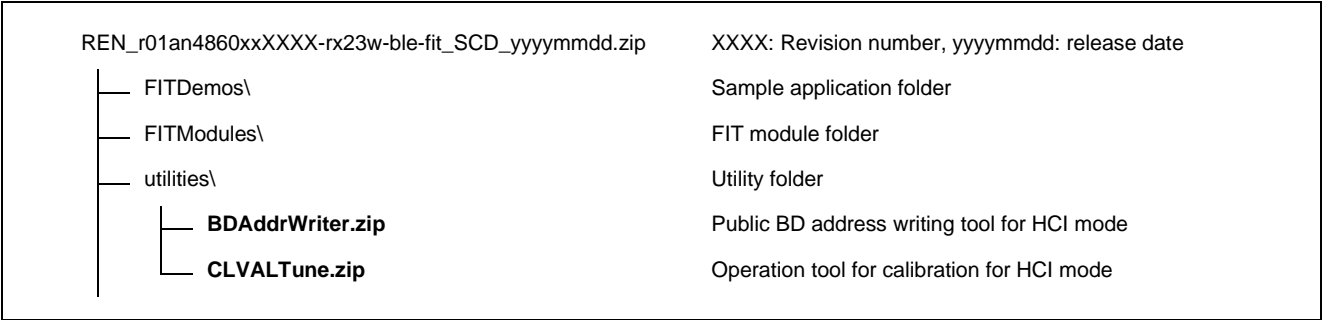 REN_r01an4860xxXXXX-rx23w-ble-fit_SCD_yyyymmdd.zip XXXX: Revision number, yyyymmdd: release date
FITDemos\ Sample application folder
FITModules\ FIT module folder
utilities\ Utility folder
BDAddrWriter.zip Public BD address writing tool for HCI mode
CLVALTune.zip Operation tool for calibration for HCI mode